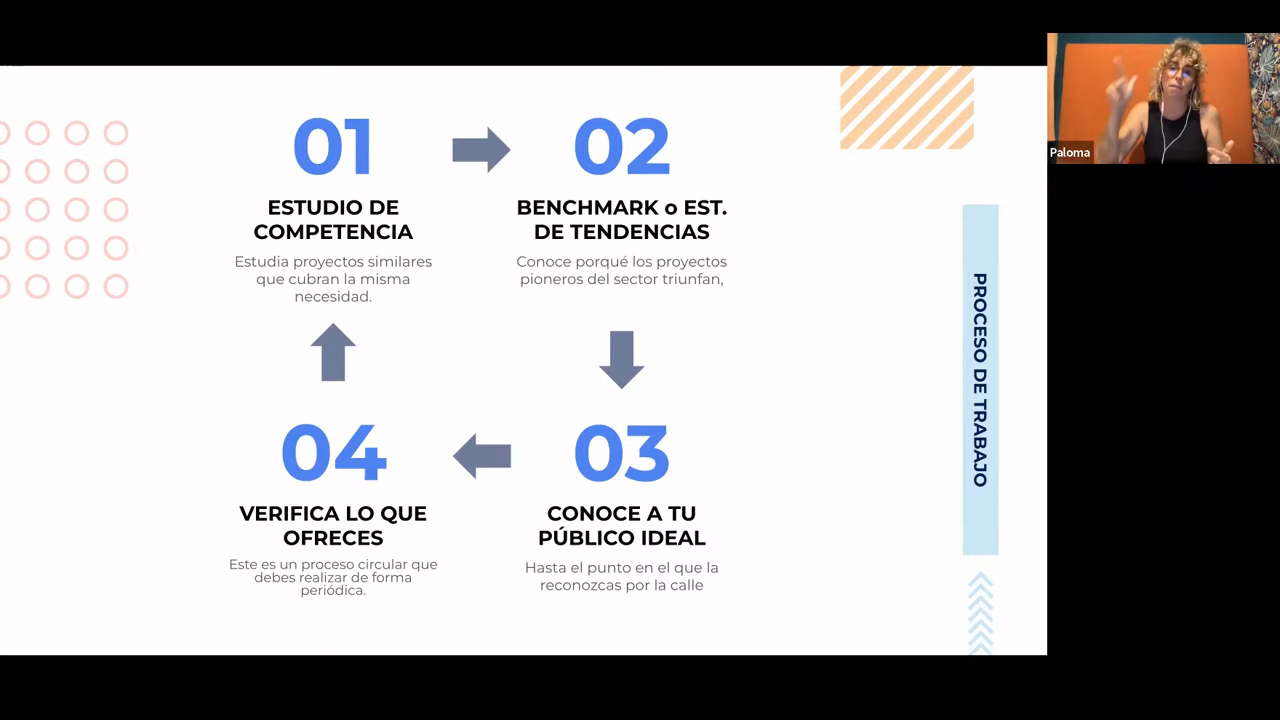 01
ESTUDIO DE
COMPETENCIA
Estudia proyectos similares
que cubran la misma
necesidad.
02
BENCHMARK o EST.
DE TENDENCIAS
Conoce porqué los proyectos
pioneros del sector triunfan,
03
CONOCE A TU
PÚBLICO IDEAL
Hasta el punto en el que la
reconozcas por la calle
04
VERIFICA LO QUE
OFRECES
Este es un proceso circular que
debes realizar de forma
periódica.
PROCESO DE TRABAJO
Paloma